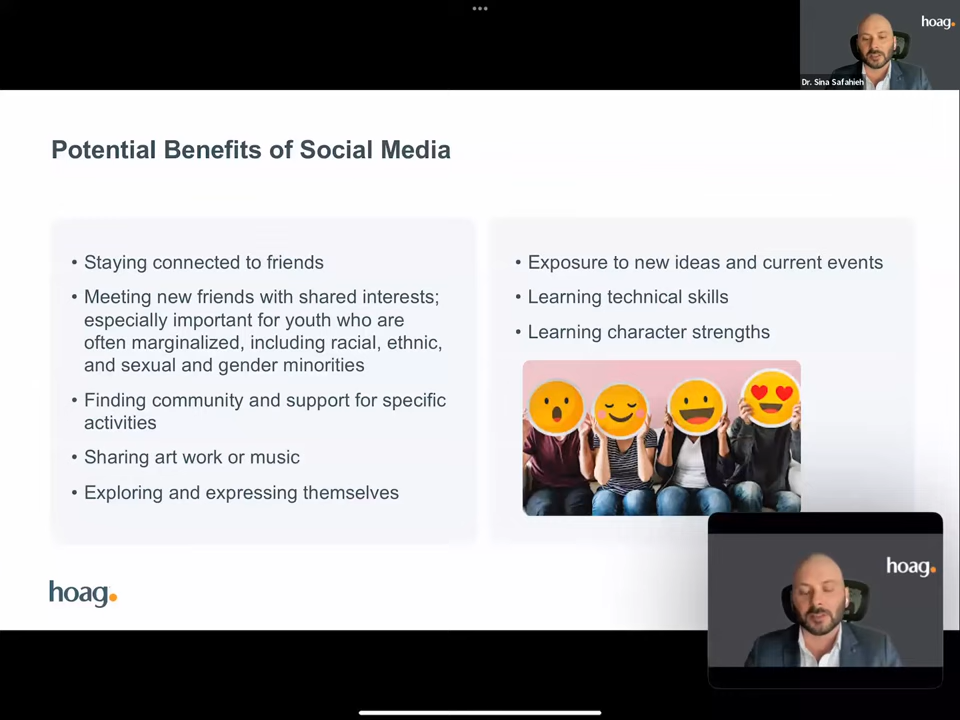 hoag.
Dr. Sina Safahieh
Potential Benefits of Social Media
• Staying connected to friends
• Meeting new friends with shared interests;
especially important for youth who are
often marginalized, including racial, ethnic,
and sexual and gender minorities
• Finding community and support for specific
activities
• Sharing art work or music
• Exploring and expressing themselves
• Exposure to new ideas and current events
• Learning technical skills
• Learning character strengths
hoag.
hoag.